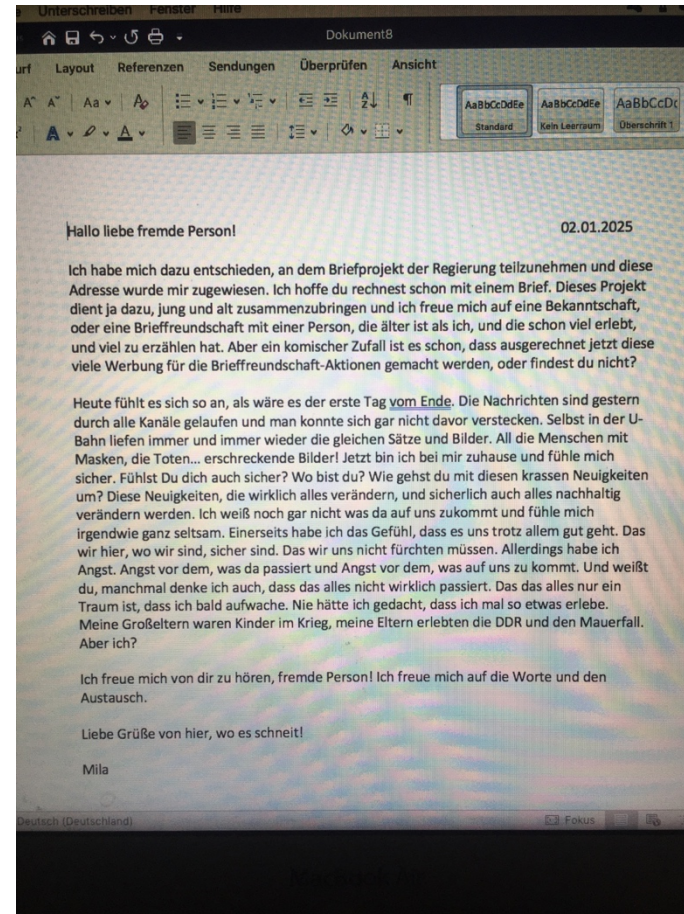 Unterschreiben Fenster Hilfe
Dokument8
urf Layout Referenzen Sendungen Überprüfen Ansicht
Aa
AaBbCcDdEe AaBbCcDdEe AaBbCcDc
Standard Kein Leerraum Überschrift 1
Hallo liebe fremde Person! 02.01.2025
Ich habe mich dazu entschieden, an dem Briefprojekt der Regierung teilzunehmen und diese
Adresse wurde mir zugewiesen. Ich hoffe du rechnest schon mit einem Brief. Dieses Projekt
dient ja dazu, jung und alt zusammenzubringen und ich freue mich auf eine Bekanntschaft,
oder eine Brieffreundschaft mit einer Person, die älter ist als ich, und die schon viel erlebt,
und viel zu erzählen hat. Aber ein komischer Zufall ist es schon, dass ausgerechnet jetzt diese
viele Werbung für die Brieffreundschaft-Aktionen gemacht werden, oder findest du nicht?
Heute fühlt es sich so an, als wäre es der erste Tag vom Ende. Die Nachrichten sind gestern
durch alle Kanäle gelaufen und man konnte sich gar nicht davor verstecken. Selbst in der U-
Bahn liefen immer und immer wieder die gleichen Sätze und Bilder. All die Menschen mit
Masken, die Toten... erschreckende Bilder! Jetzt bin ich bei mir zuhause und fühle mich
sicher. Fühlst Du dich auch sicher? Wo bist du? Wie gehst du mit diesen krassen Neuigkeiten
um? Diese Neuigkeiten, die wirklich alles verändern, und sicherlich auch alles nachhaltig
verändern werden. Ich weiß noch gar nicht was da auf uns zukommt und fühle mich
irgendwie ganz seltsam. Einerseits habe ich das Gefühl, dass es uns trotz allem gut geht. Das
wir hier, wo wir sind, sicher sind. Das wir uns nicht fürchten müssen. Allerdings habe ich
Angst. Angst vor dem, was da passiert und Angst vor dem, was auf uns zu kommt. Und weißt
du, manchmal denke ich auch, dass das alles nicht wirklich passiert. Das das alles nur ein
Traum ist, dass ich bald aufwache. Nie hätte ich gedacht, dass ich mal so etwas erlebe.
Meine Großeltern waren Kinder im Krieg, meine Eltern erlebten die DDR und den Mauerfall.
Aber ich?
Ich freue mich von dir zu hören, fremde Person! Ich freue mich auf die Worte und den
Austausch.
Liebe Grüße von hier, wo es schneit!
Mila
Deutsch (Deutschland) Fokus